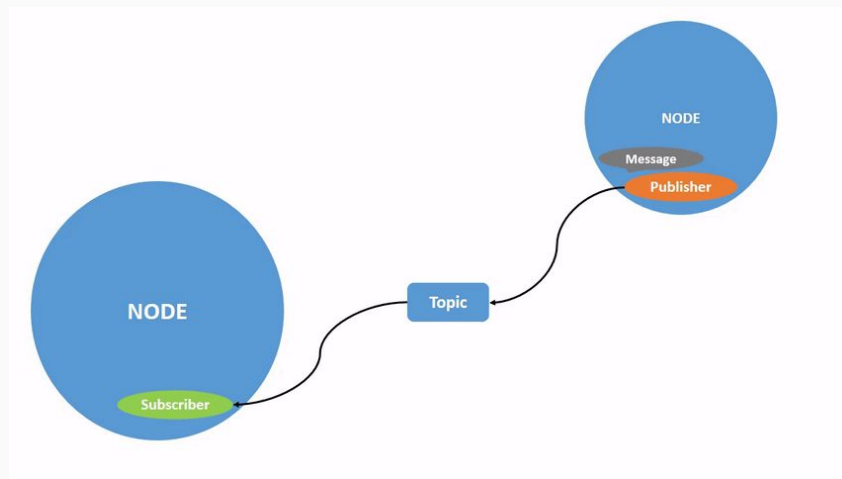 NODE
Message
Publisher
Topic
NODE
Subscriber